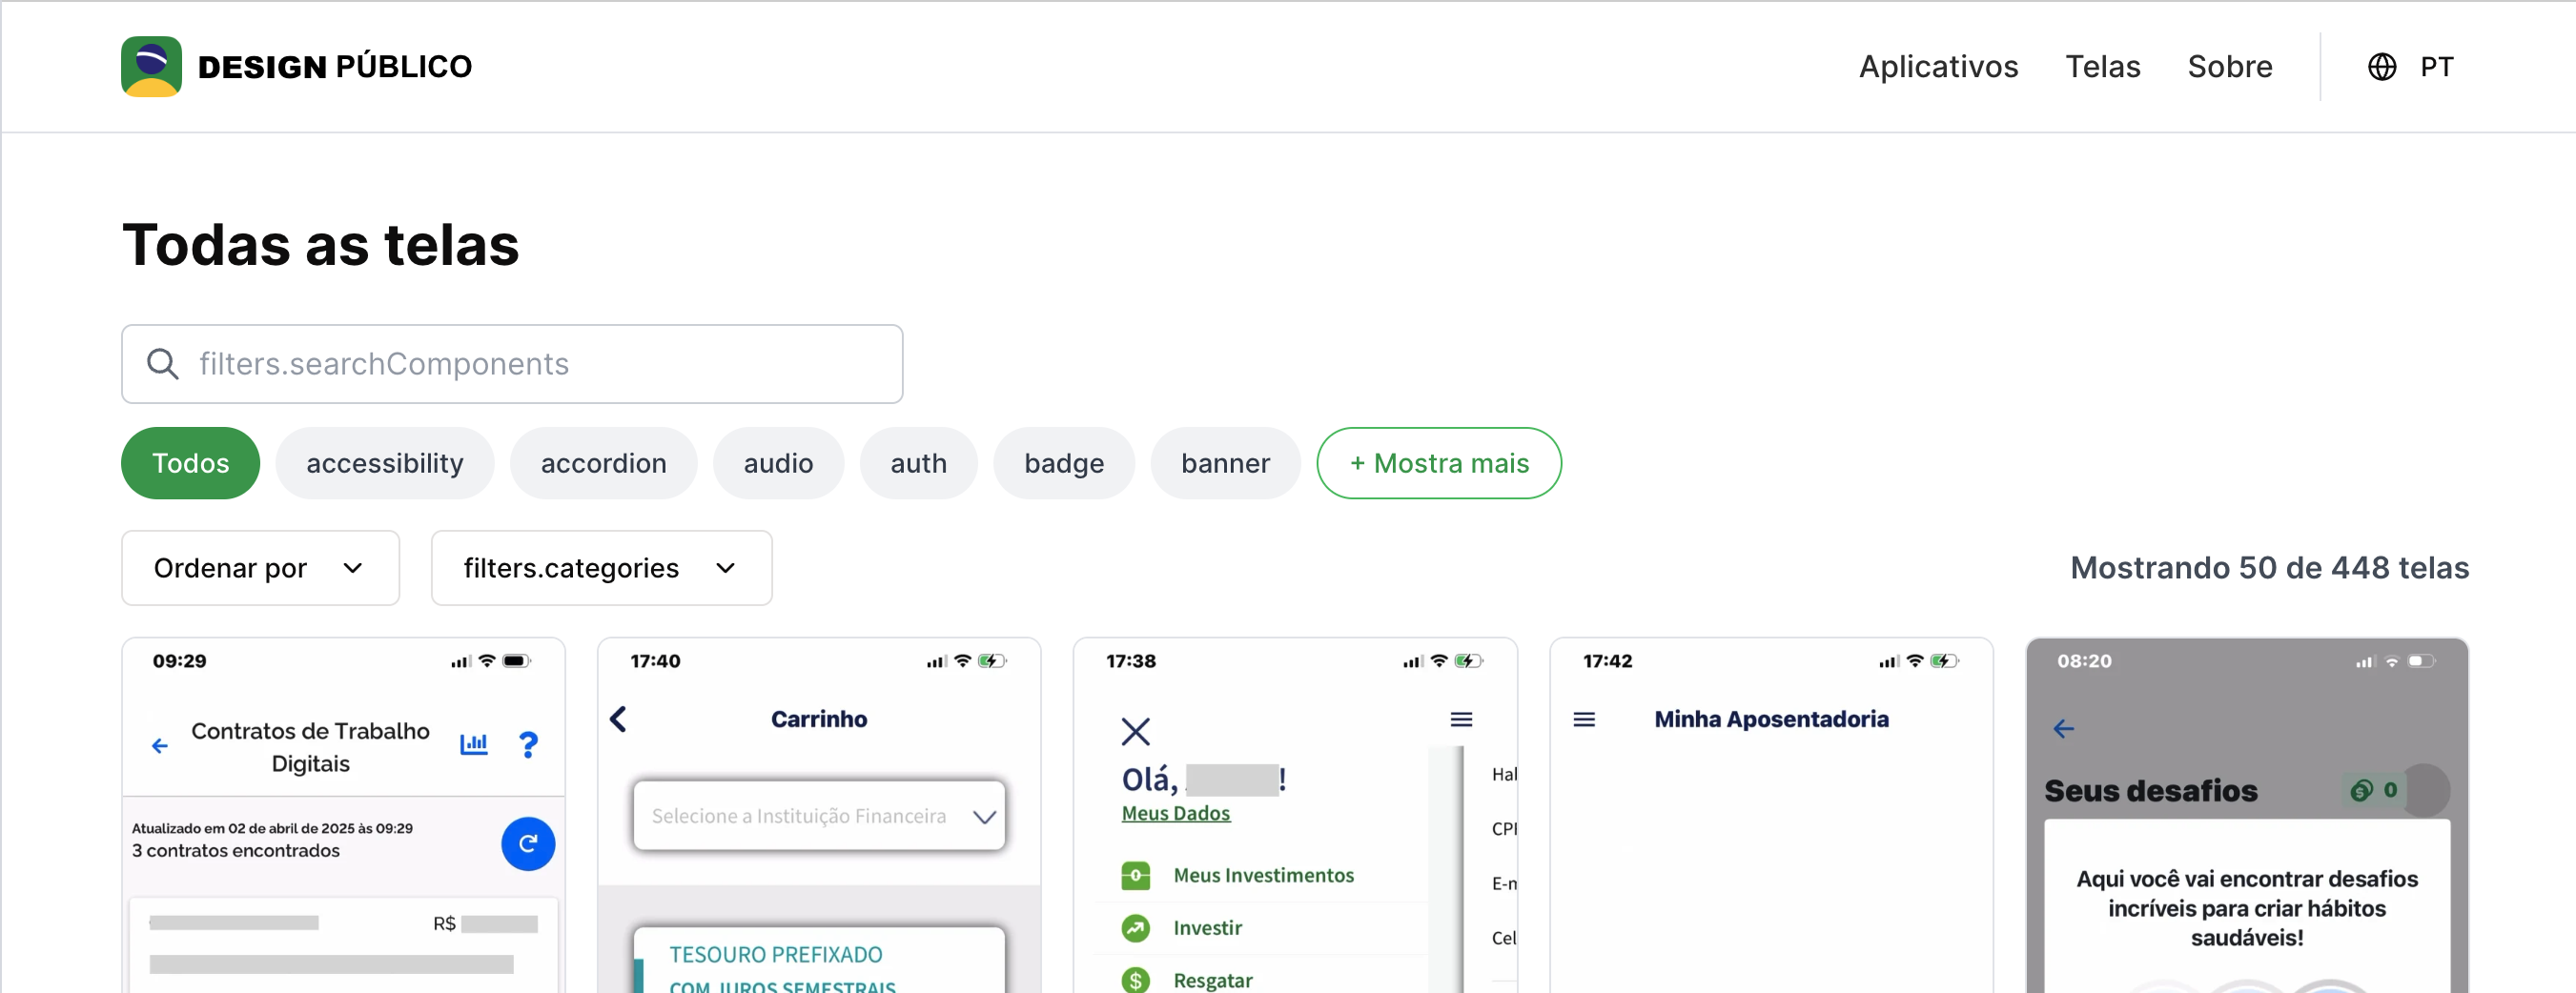 DESIGN PÚBLICO
Aplicativos
Telas
Sobre
PT
Todas as telas
filters.searchComponents
Todos
accessibility
accordion
audio
auth
badge
banner
+ Mostra mais
Ordenar por
filters.categories
Mostrando 50 de 448 telas
09:29
Contratos de Trabalho
Digitais
?
Atualizado em 02 de abril de 2025 às 09:29
3 contratos encontrados
R$
17:40
Carrinho
Selecione a Instituição Financeira
TESOURO PREFIXADO
COM JUROS SEMESTRAIS
17:38
Olá, !
Meus Dados
Meus Investimentos
Investir
Resgatar
Hal
CPI
E-m
Cel
17:42
Minha Aposentadoria
08:20
Seus desafios
0
Aqui você vai encontrar desafios
incríveis para criar hábitos
saudáveis!